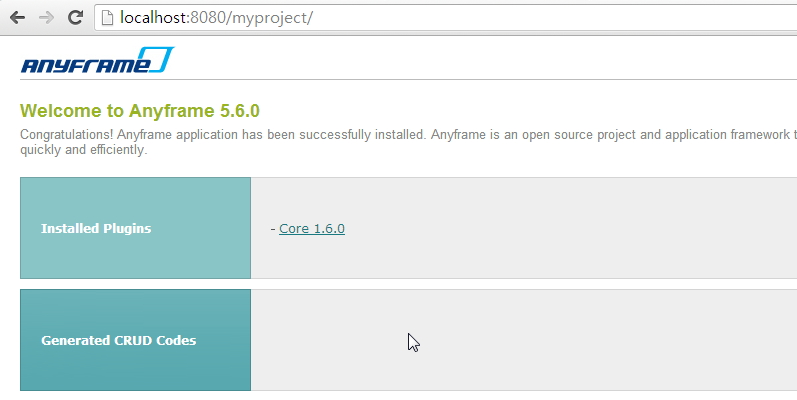 localhost:8080/myproject/
ANYFRAME
Welcome to Anyframe 5.6.0
Congratulations! Anyframe application has been successfully installed. Anyframe is an open source project and application framework t
quickly and efficiently.
Installed Plugins
- Core 1.6.0
Generated CRUD Codes